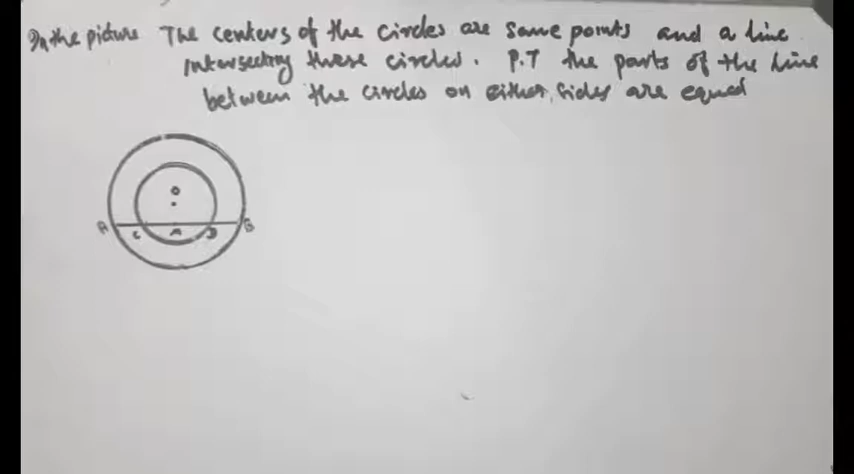 In the picture The centers of the circles are same points and a line
intersecting these circles. P.T the parts of the line
between the circles on either sides are equal
O
A C M D B